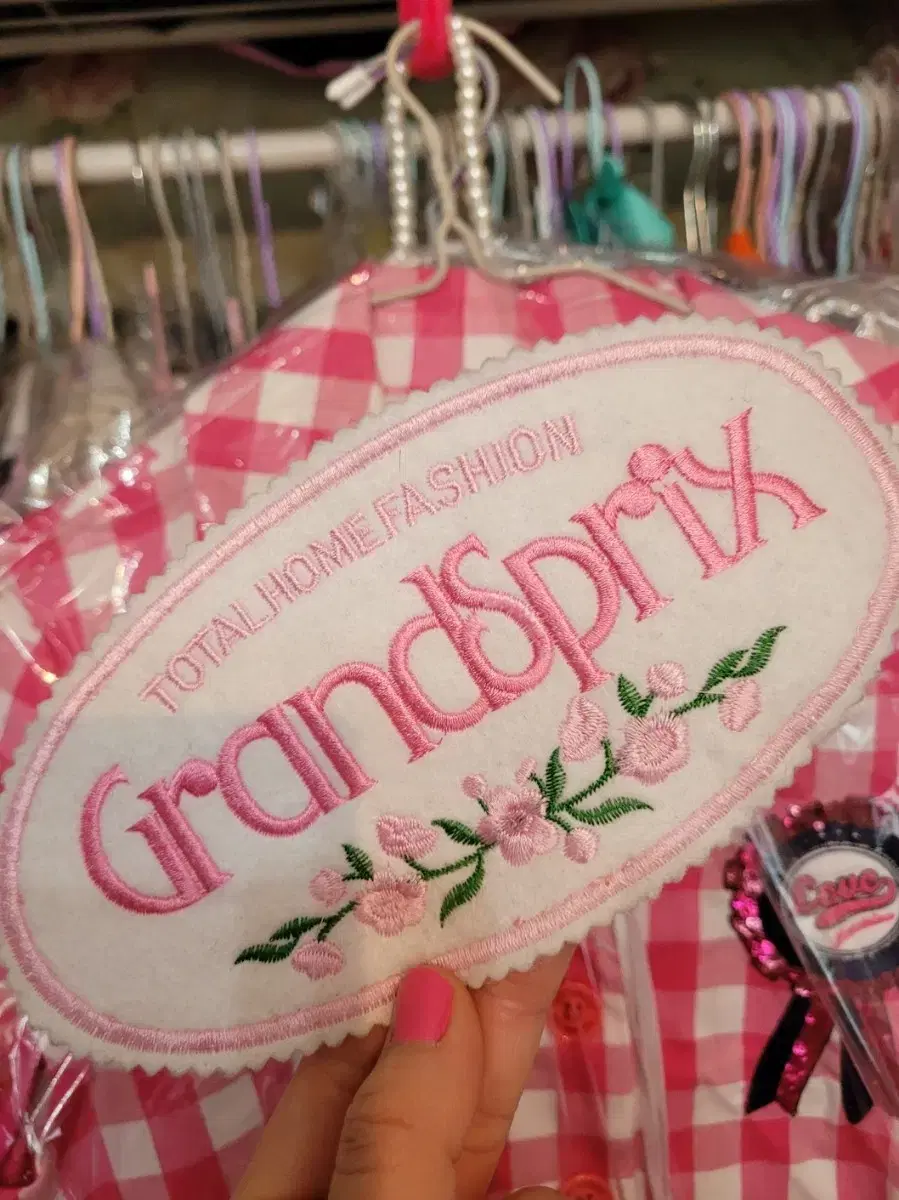 TOTAL HOME FASHION
Grandsprix
Love